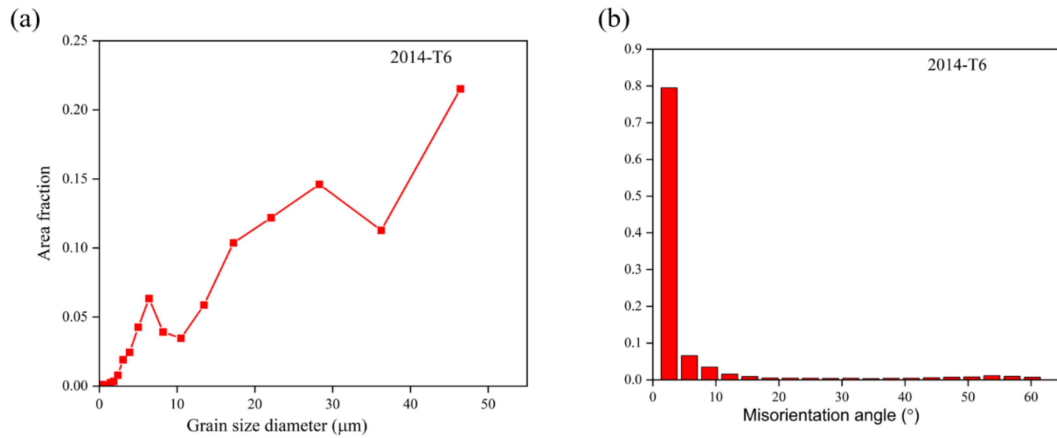 (a)
2014-T6
0.25
0.20
0.15
0.10
0.05
0.00
Area fraction
0 10 20 30 40 50
Grain size diameter (μm)
(b)
2014-T6
0.9
0.8
0.7
0.6
0.5
0.4
0.3
0.2
0.1
0.0
0 10 20 30 40 50 60
Misorientation angle (°)